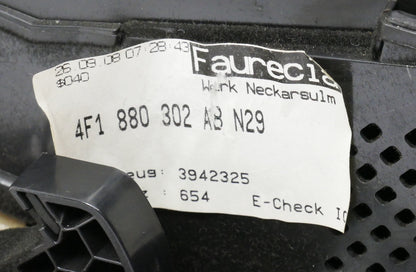 26.09.08 07 28:43
$040
Faurecia
Werk Neckarsulm
4F1 880 302 AB N29
eug: 3942325
: 654 E-Check IO